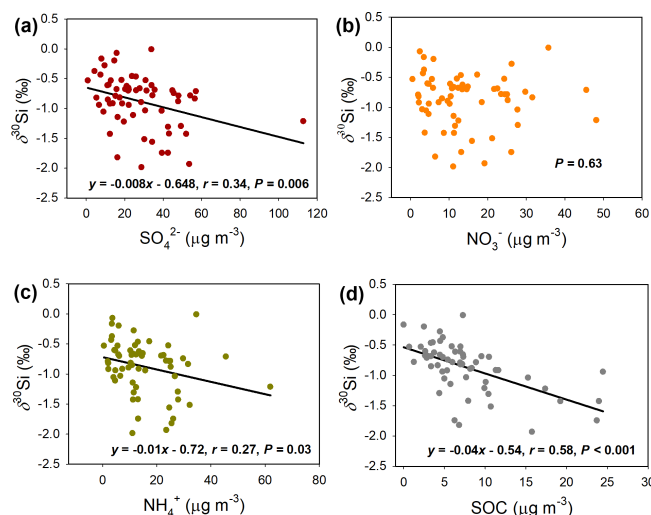 (a)
0.5
0.0
-0.5
-1.0
-1.5
-2.0
-2.5
δ³⁰Si (‰)
y = -0.008x - 0.648, r = 0.34, P = 0.006
0 20 40 60 80 100 120
SO₄²⁻ (μg m⁻³)
(b)
0.5
0.0
-0.5
-1.0
-1.5
-2.0
-2.5
δ³⁰Si (‰)
P = 0.63
0 10 20 30 40 50 60
NO₃⁻ (μg m⁻³)
(c)
0.5
0.0
-0.5
-1.0
-1.5
-2.0
-2.5
δ³⁰Si (‰)
y = -0.01x - 0.72, r = 0.27, P = 0.03
0 20 40 60 80
NH₄⁺ (μg m⁻³)
(d)
0.5
0.0
-0.5
-1.0
-1.5
-2.0
-2.5
δ³⁰Si (‰)
y = -0.04x - 0.54, r = 0.58, P < 0.001
0 5 10 15 20 25 30
SOC (μg m⁻³)